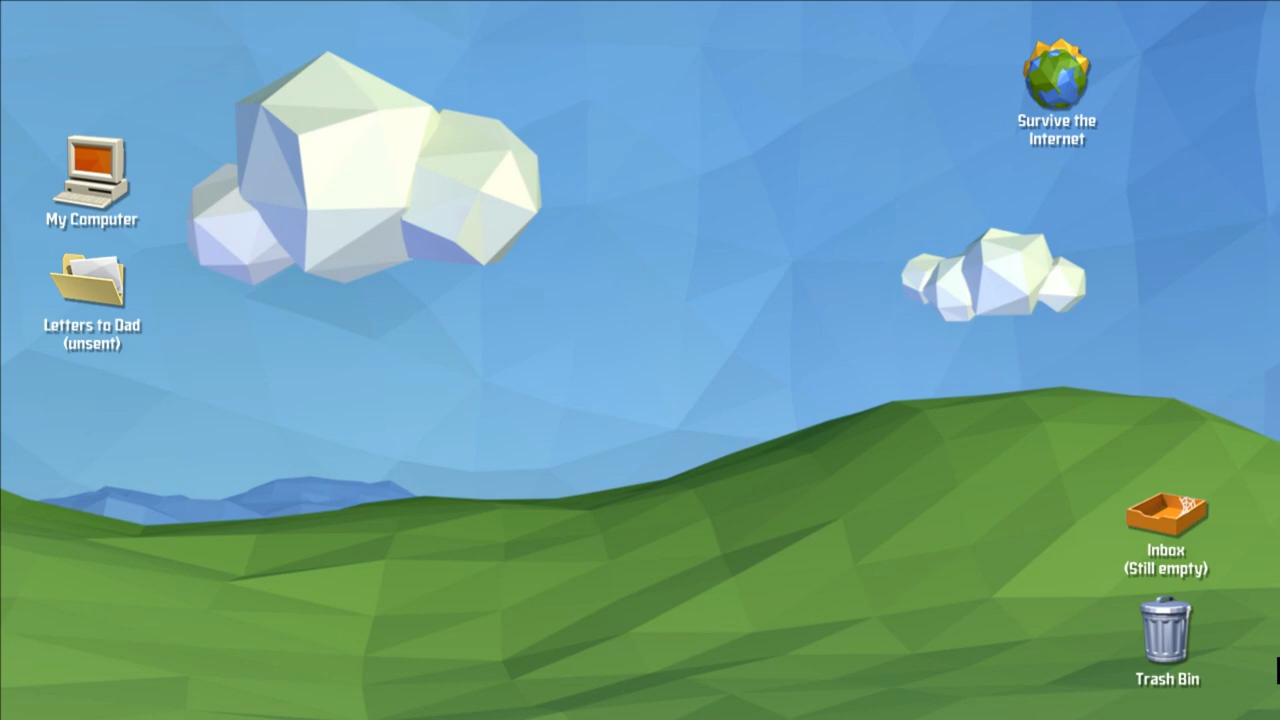 Survive the
Internet
My Computer
Letters to Dad
(unsent)
Inbox
(Still empty)
Trash Bin